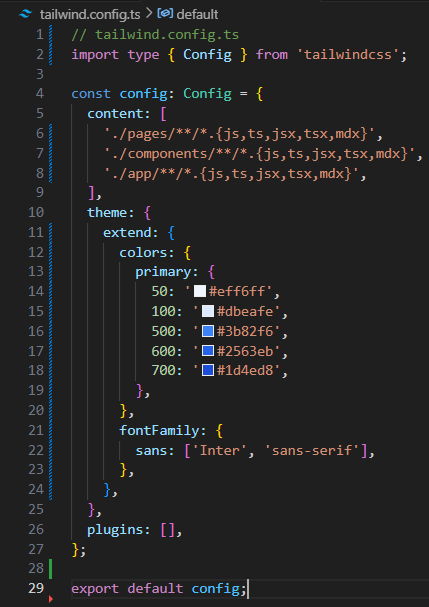 tailwind.config.ts > default
1 // tailwind.config.ts
2 import type { Config } from 'tailwindcss';
3
4 const config: Config = {
5   content: [
6     './pages/**/*.{js,ts,jsx,tsx,mdx}',
7     './components/**/*.{js,ts,jsx,tsx,mdx}',
8     './app/**/*.{js,ts,jsx,tsx,mdx}',
9   ],
10   theme: {
11     extend: {
12       colors: {
13         primary: {
14           50: '#eff6ff',
15           100: '#dbeafe',
16           500: '#3b82f6',
17           600: '#2563eb',
18           700: '#1d4ed8',
19         },
20       },
21       fontFamily: {
22         sans: ['Inter', 'sans-serif'],
23       },
24     },
25   },
26   plugins: [],
27 };
28
29 export default config;